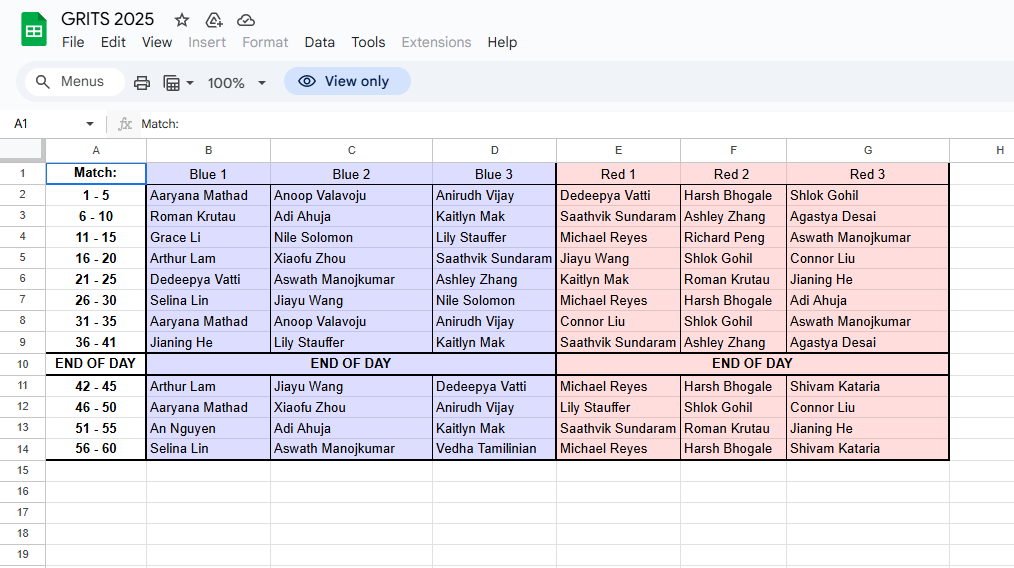 GRITS 2025
File Edit View Insert Format Data Tools Extensions Help
Menus 100% View only
A1 fx Match:
A B C D E F G H
1 Match: Blue 1 Blue 2 Blue 3 Red 1 Red 2 Red 3
2 1 - 5 Aaryana Mathad Anoop Valavoju Anirudh Vijay Dedeepya Vatti Harsh Bhogale Shlok Gohil
3 6 - 10 Roman Krutau Adi Ahuja Kaitlyn Mak Saathvik Sundaram Ashley Zhang Agastya Desai
4 11 - 15 Grace Li Nile Solomon Lily Stauffer Michael Reyes Richard Peng Aswath Manojkumar
5 16 - 20 Arthur Lam Xiaofu Zhou Saathvik Sundaram Jiayu Wang Shlok Gohil Connor Liu
6 21 - 25 Dedeepya Vatti Aswath Manojkumar Ashley Zhang Kaitlyn Mak Roman Krutau Jianing He
7 26 - 30 Selina Lin Jiayu Wang Nile Solomon Michael Reyes Harsh Bhogale Adi Ahuja
8 31 - 35 Aaryana Mathad Anoop Valavoju Anirudh Vijay Connor Liu Shlok Gohil Aswath Manojkumar
9 36 - 41 Jianing He Lily Stauffer Kaitlyn Mak Saathvik Sundaram Ashley Zhang Agastya Desai
10 END OF DAY END OF DAY END OF DAY
11 42 - 45 Arthur Lam Jiayu Wang Dedeepya Vatti Michael Reyes Harsh Bhogale Shivam Kataria
12 46 - 50 Aaryana Mathad Xiaofu Zhou Anirudh Vijay Lily Stauffer Shlok Gohil Connor Liu
13 51 - 55 An Nguyen Adi Ahuja Kaitlyn Mak Saathvik Sundaram Roman Krutau Jianing He
14 56 - 60 Selina Lin Aswath Manojkumar Vedha Tamilinian Michael Reyes Harsh Bhogale Shivam Kataria
15
16
17
18
19